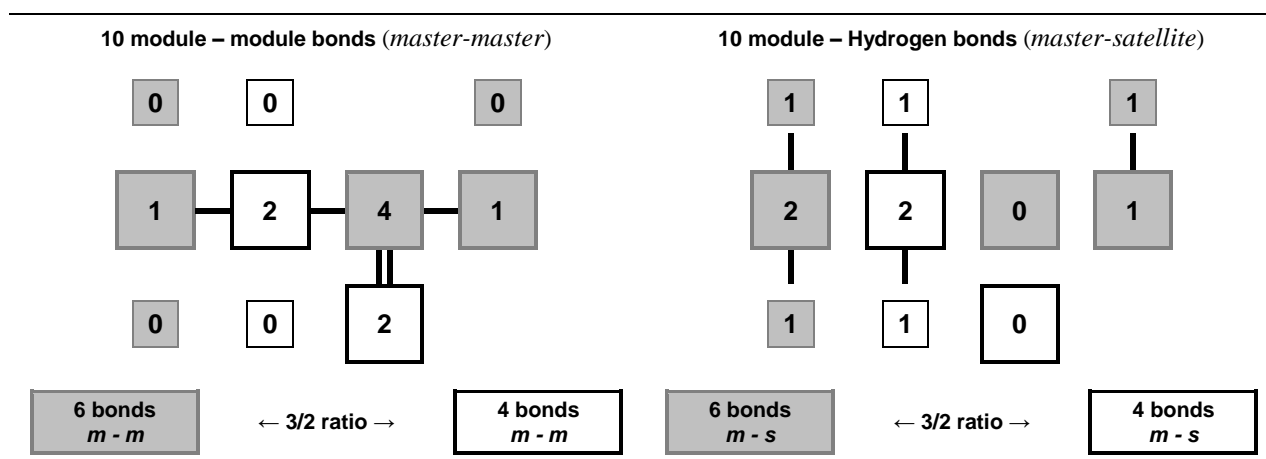 10 module – module bonds (master-master)
0 0 0
1 2 4 1
0 0 2
6 bonds
m - m
← 3/2 ratio →
4 bonds
m - m
10 module – Hydrogen bonds (master-satellite)
1 1 1
2 2 0 1
1 1 0
6 bonds
m - s
← 3/2 ratio →
4 bonds
m - s